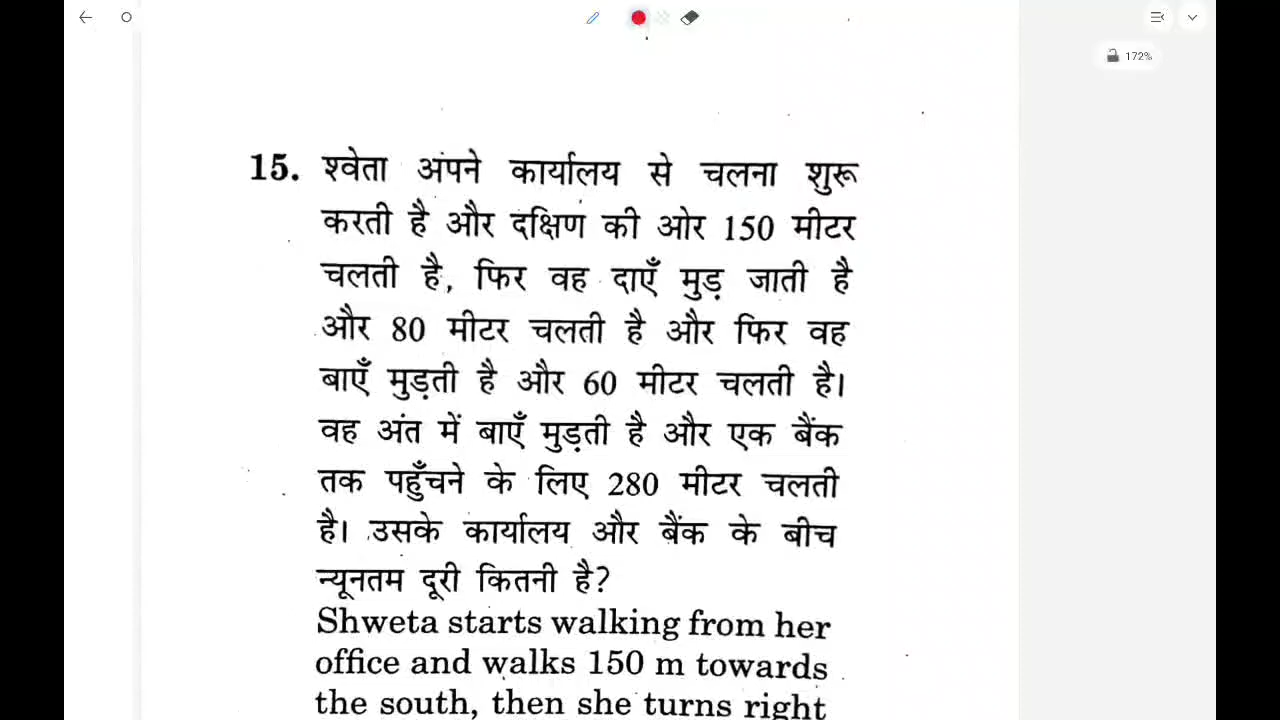 172%
15. श्वेता अपने कार्यालय से चलना शुरू
करती है और दक्षिण की ओर 150 मीटर
चलती है, फिर वह दाएँ मुड़ जाती है
और 80 मीटर चलती है और फिर वह
बाएँ मुड़ती है और 60 मीटर चलती है।
वह अंत में बाएँ मुड़ती है और एक बैंक
तक पहुँचने के लिए 280 मीटर चलती
है। उसके कार्यालय और बैंक के बीच
न्यूनतम दूरी कितनी है?
Shweta starts walking from her
office and walks 150 m towards
the south, then she turns right